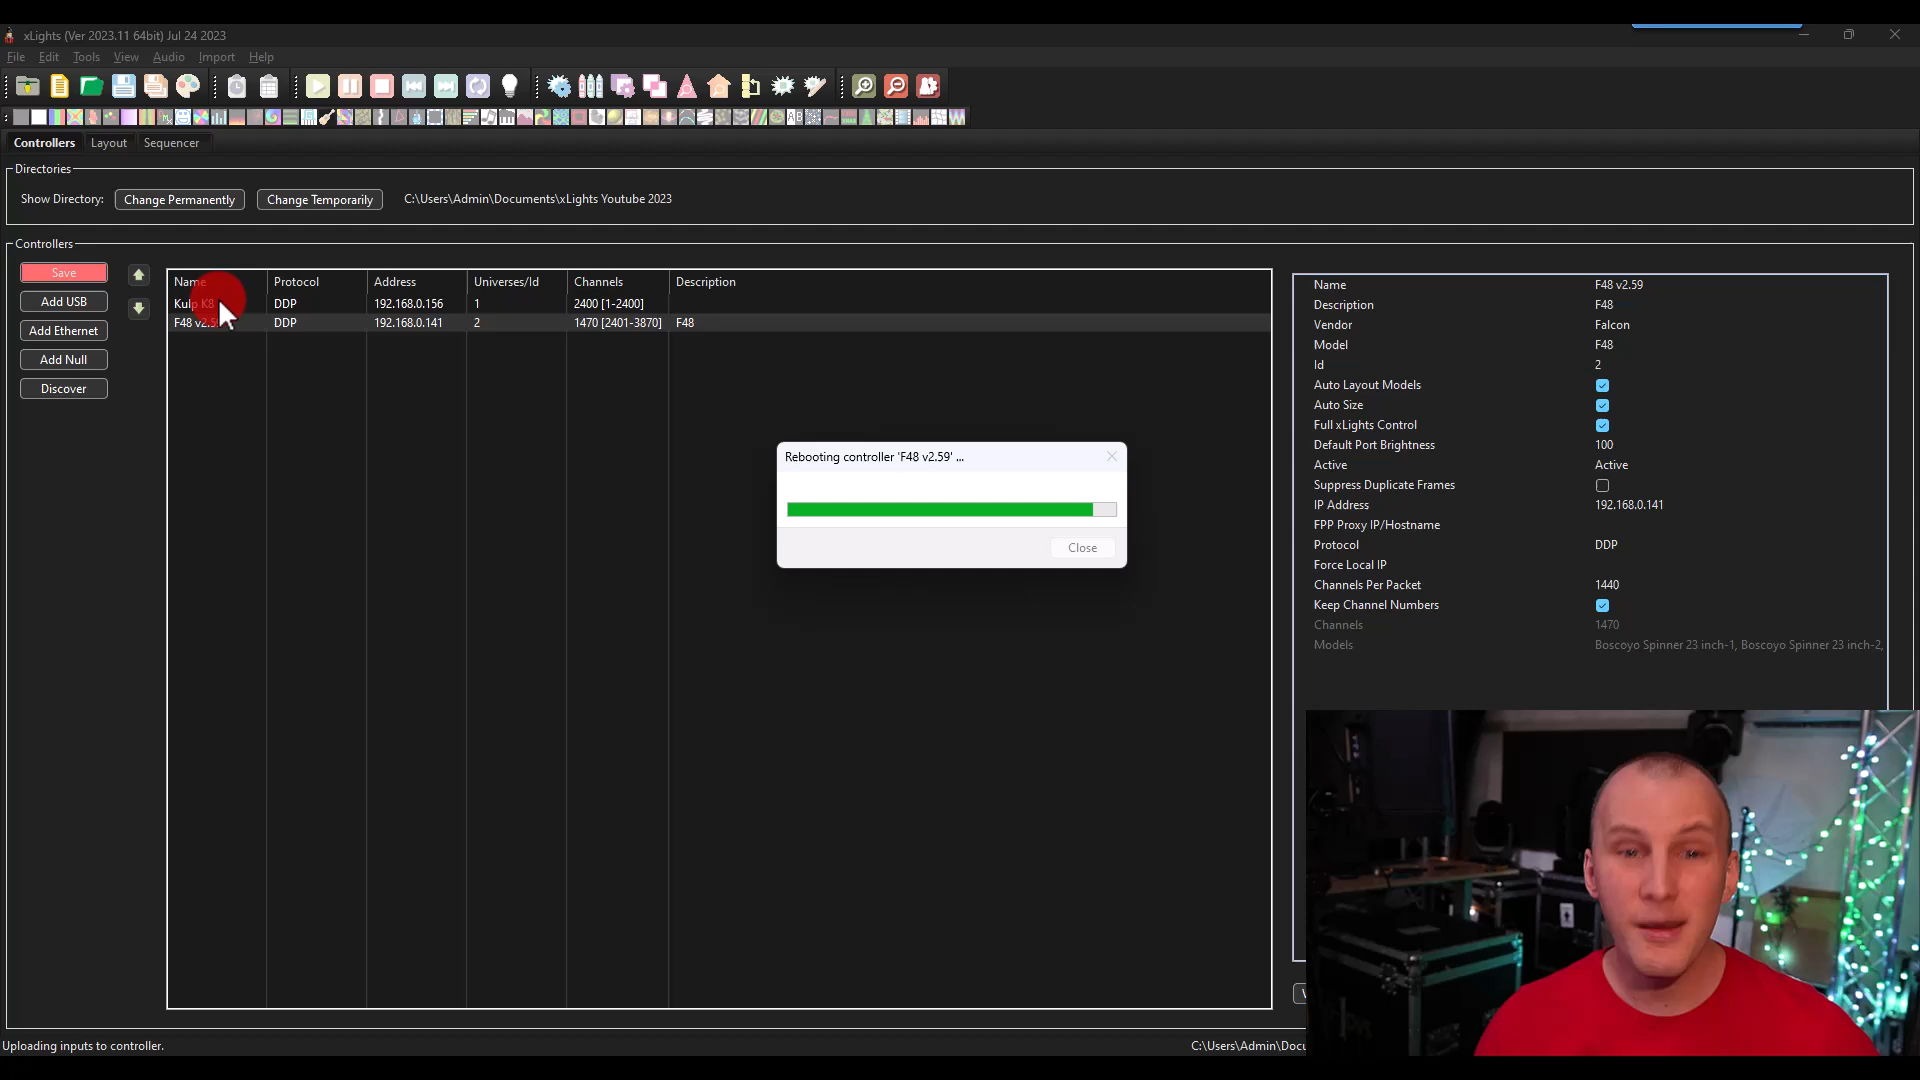 xLights (Ver 2023.11 64bit) Jul 24 2023
File Edit Tools View Audio Import Help
Controllers Layout Sequencer
Directories
Show Directory: Change Permanently Change Temporarily C:\Users\Admin\Documents\xLights Youtube 2023
Controllers
Save
Add USB
Add Ethernet
Add Null
Discover
Name Protocol Address Universes/Id Channels Description
Kulp K8 DDP 192.168.0.156 1 2400 [1-2400]
F48 v2.59 DDP 192.168.0.141 2 1470 [2401-3870] F48
Rebooting controller 'F48 v2.59' ...
Close
Name F48 v2.59
Description F48
Vendor Falcon
Model F48
Id 2
Auto Layout Models
Auto Size
Full xLights Control
Default Port Brightness 100
Active Active
Suppress Duplicate Frames
IP Address 192.168.0.141
FPP Proxy IP/Hostname
Protocol DDP
Force Local IP
Channels Per Packet 1440
Keep Channel Numbers
Channels 1470
Models Boscoyo Spinner 23 inch-1, Boscoyo Spinner 23 inch-2,
Uploading inputs to controller. C:\Users\Admin\Docu